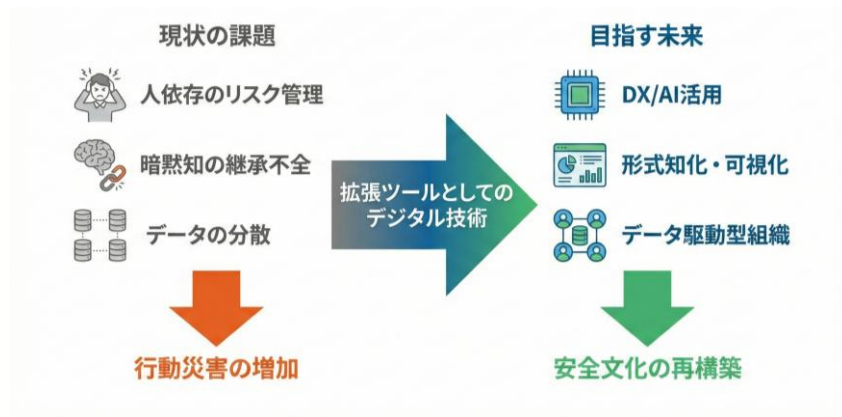 現状の課題
人依存のリスク管理
暗黙知の継承不全
データの分散
行動災害の増加
拡張ツールとしての
デジタル技術
目指す未来
DX/AI活用
形式知化・可視化
データ駆動型組織
安全文化の再構築